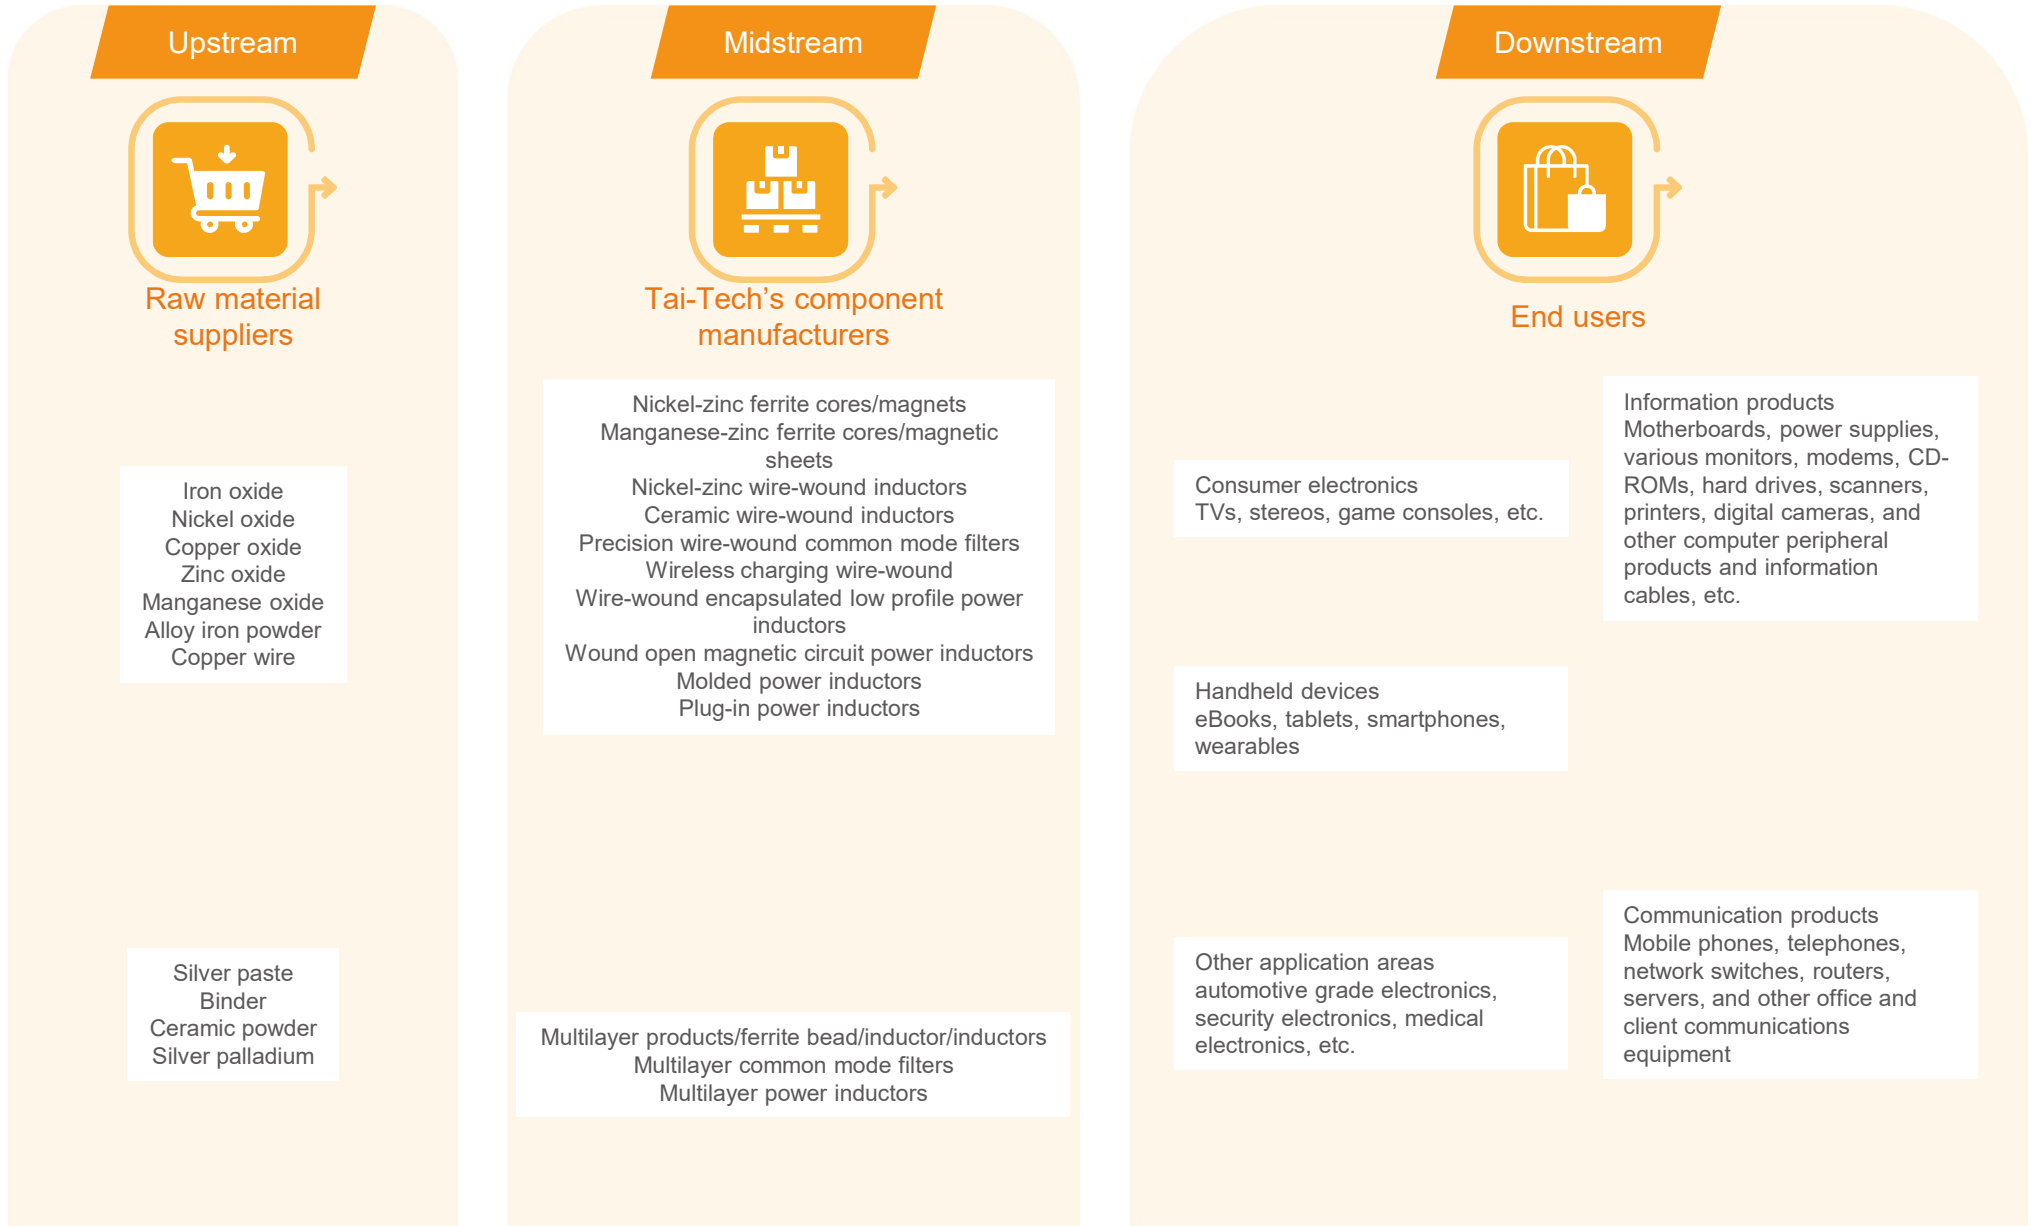 Upstream
Raw material
suppliers
Iron oxide
Nickel oxide
Copper oxide
Zinc oxide
Manganese oxide
Alloy iron powder
Copper wire
Silver paste
Binder
Ceramic powder
Silver palladium
Midstream
Tai-Tech’s component
manufacturers
Nickel-zinc ferrite cores/magnets
Manganese-zinc ferrite cores/magnetic
sheets
Nickel-zinc wire-wound inductors
Ceramic wire-wound inductors
Precision wire-wound common mode filters
Wireless charging wire-wound
Wire-wound encapsulated low profile power
inductors
Wound open magnetic circuit power inductors
Molded power inductors
Plug-in power inductors
Multilayer products/ferrite bead/inductor/inductors
Multilayer common mode filters
Multilayer power inductors
Downstream
End users
Consumer electronics
TVs, stereos, game consoles, etc.
Handheld devices
eBooks, tablets, smartphones,
wearables
Other application areas
automotive grade electronics,
security electronics, medical
electronics, etc.
Information products
Motherboards, power supplies,
various monitors, modems, CD-
ROMs, hard drives, scanners,
printers, digital cameras, and
other computer peripheral
products and information
cables, etc.
Communication products
Mobile phones, telephones,
network switches, routers,
servers, and other office and
client communications
equipment